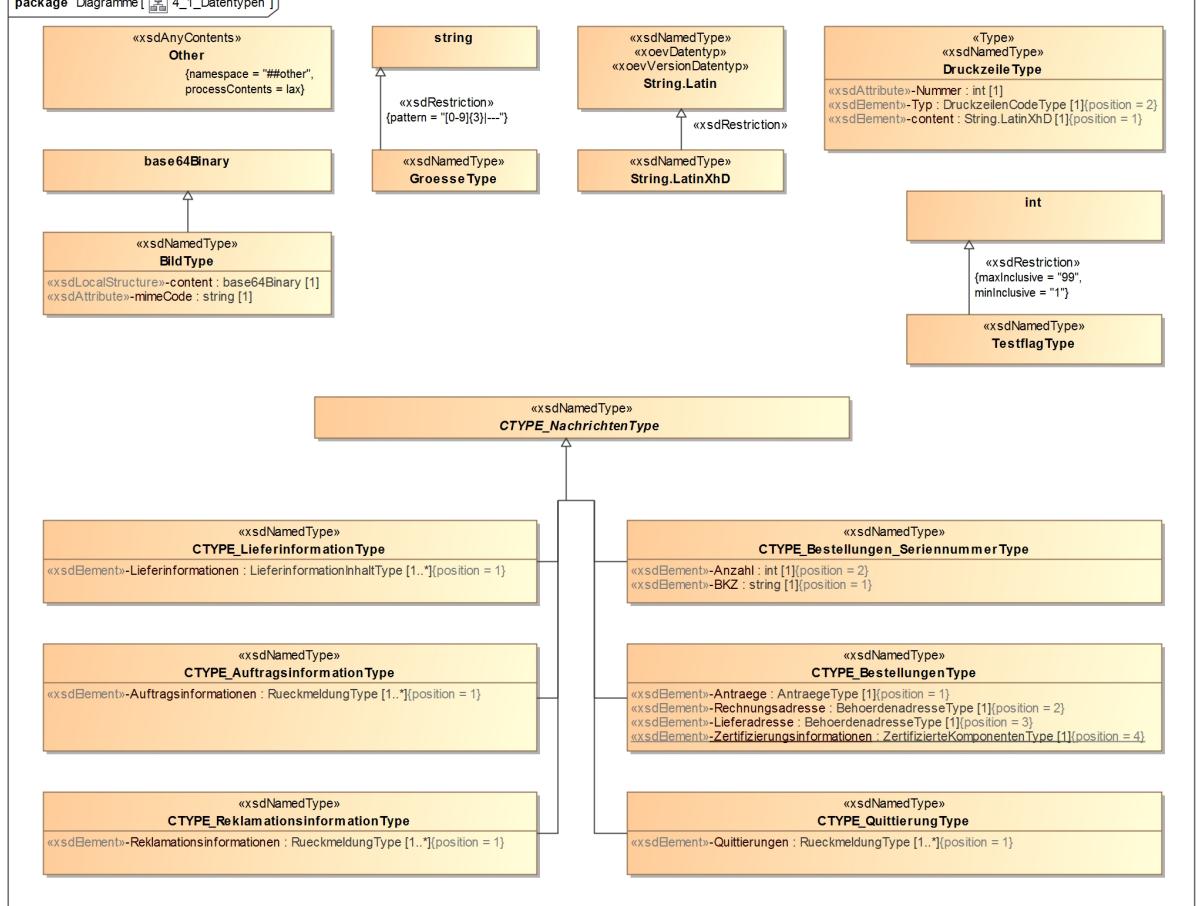 package Diagramme [ 4_1_Datentypen ]
«xsdAnyContents»
Other
{namespace = "##other",
processContents = lax}
string
«xsdRestriction»
{pattern = "[0-9]{3}|---"}
«xsdNamedType»
GroesseType
«xsdNamedType»
«xoevDatentyp»
«xoevVersionDatentyp»
String.Latin
«xsdRestriction»
«xsdNamedType»
String.LatinXhD
«Type»
«xsdNamedType»
DruckzeileType
«xsdAttribute»-Nummer : int [1]
«xsdElement»-Typ : DruckzeilenCodeType [1]{position = 2}
«xsdElement»-content : String.LatinXhD [1]{position = 1}
base64Binary
«xsdNamedType»
BildType
«xsdLocalStructure»-content : base64Binary [1]
«xsdAttribute»-mimeCode : string [1]
int
«xsdRestriction»
{maxInclusive = "99",
minInclusive = "1"}
«xsdNamedType»
TestflagType
«xsdNamedType»
CTYPE_NachrichtenType
«xsdNamedType»
CTYPE_LieferinformationType
«xsdElement»-Lieferinformationen : LieferinformationInhaltType [1..*]{position = 1}
«xsdNamedType»
CTYPE_Bestellungen_SeriennummerType
«xsdElement»-Anzahl : int [1]{position = 2}
«xsdElement»-BKZ : string [1]{position = 1}
«xsdNamedType»
CTYPE_AuftragsinformationType
«xsdElement»-Auftragsinformationen : RueckmeldungType [1..*]{position = 1}
«xsdNamedType»
CTYPE_BestellungenType
«xsdElement»-Antraege : AntraegeType [1]{position = 1}
«xsdElement»-Rechnungsadresse : BehoerdenadresseType [1]{position = 2}
«xsdElement»-Lieferadresse : BehoerdenadresseType [1]{position = 3}
«xsdElement»-Zertifizierungsinformationen : ZertifizierteKomponentenType [1]{position = 4}
«xsdNamedType»
CTYPE_ReklamationsinformationType
«xsdElement»-Reklamationsinformationen : RueckmeldungType [1..*]{position = 1}
«xsdNamedType»
CTYPE_QuittierungType
«xsdElement»-Quittierungen : RueckmeldungType [1..*]{position = 1}